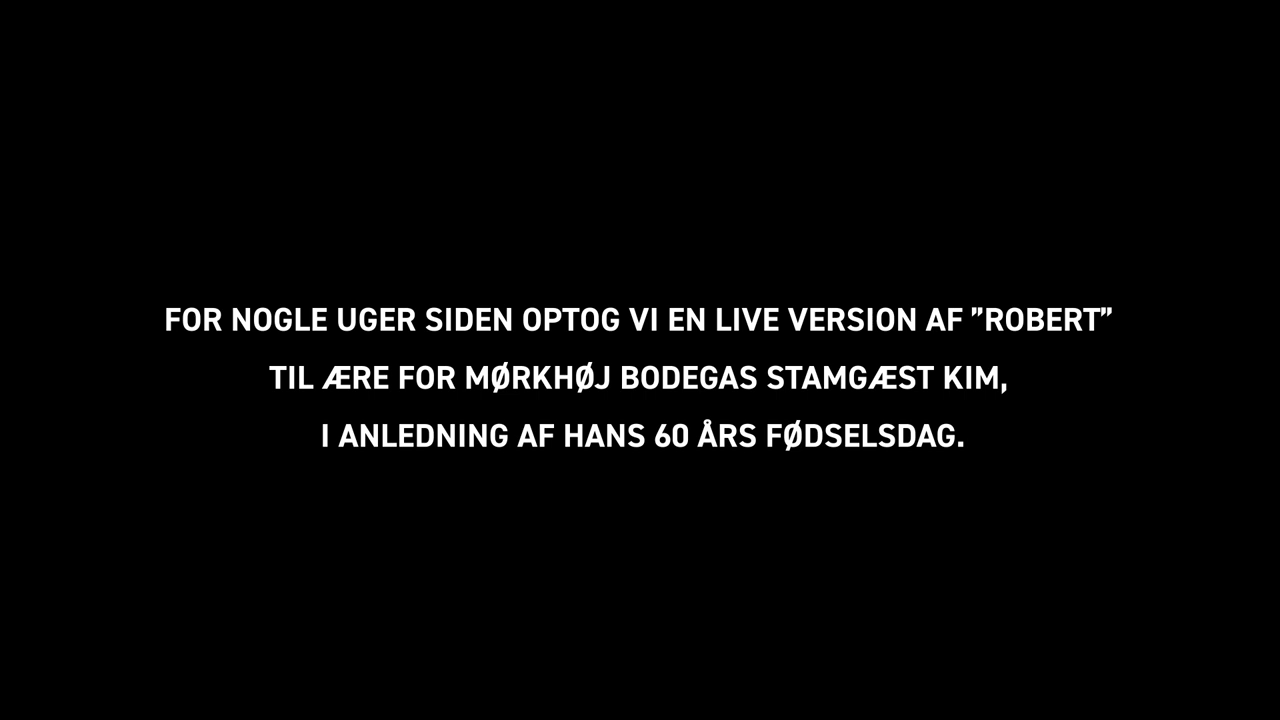 FOR NOGLE UGER SIDEN OPTOG VI EN LIVE VERSION AF ”ROBERT”
TIL ÆRE FOR MØRKHØJ BODEGAS STAMGÆST KIM,
I ANLEDNING AF HANS 60 ÅRS FØDSELSDAG.